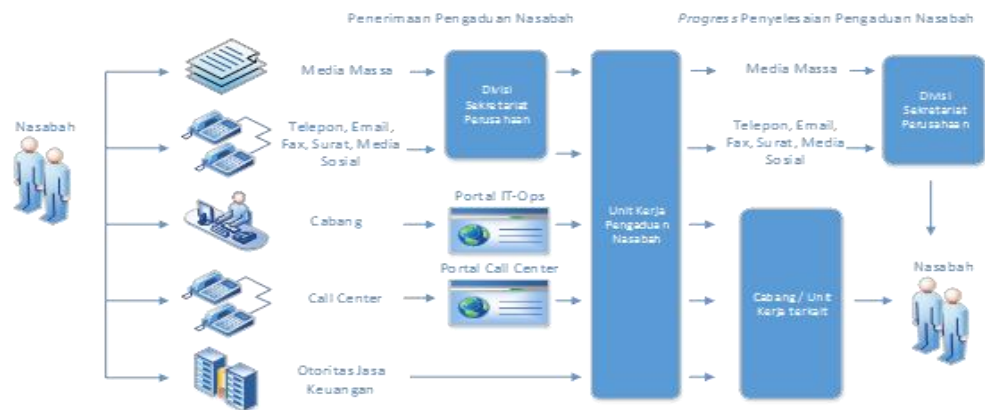 Penerimaan Pengaduan Nasabah
Progress Penyelesaian Pengaduan Nasabah
Nasabah
Media Massa
Telepon, Email,
Fax, Surat, Media
Sosial
Cabang
Call Center
Otoritas Jasa
Keuangan
Divisi
Sekretariat
Perusahaan
Portal IT-Ops
Portal Call Center
Unit Kerja
Pengaduan
Nasabah
Media Massa
Telepon, Email,
Fax, Surat, Media
Sosial
Cabang / Unit
Kerja terkait
Divisi
Sekretariat
Perusahaan
Nasabah